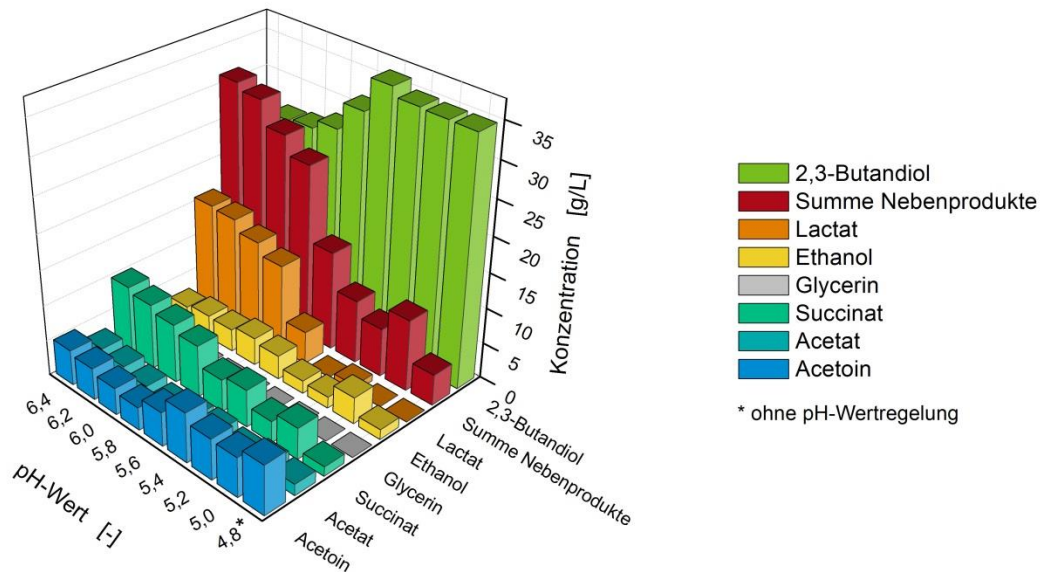 35
30
25
20
15
10
5
0
Konzentration [g/L]
6,4
6,2
6,0
5,8
5,6
5,4
5,2
5,0
4,8*
pH-Wert [-]
2,3-Butandiol
Summe Nebenprodukte
Lactat
Ethanol
Glycerin
Succinat
Acetat
Acetoin
2,3-Butandiol
Summe Nebenprodukte
Lactat
Ethanol
Glycerin
Succinat
Acetat
Acetoin
* ohne pH-Wertregelung